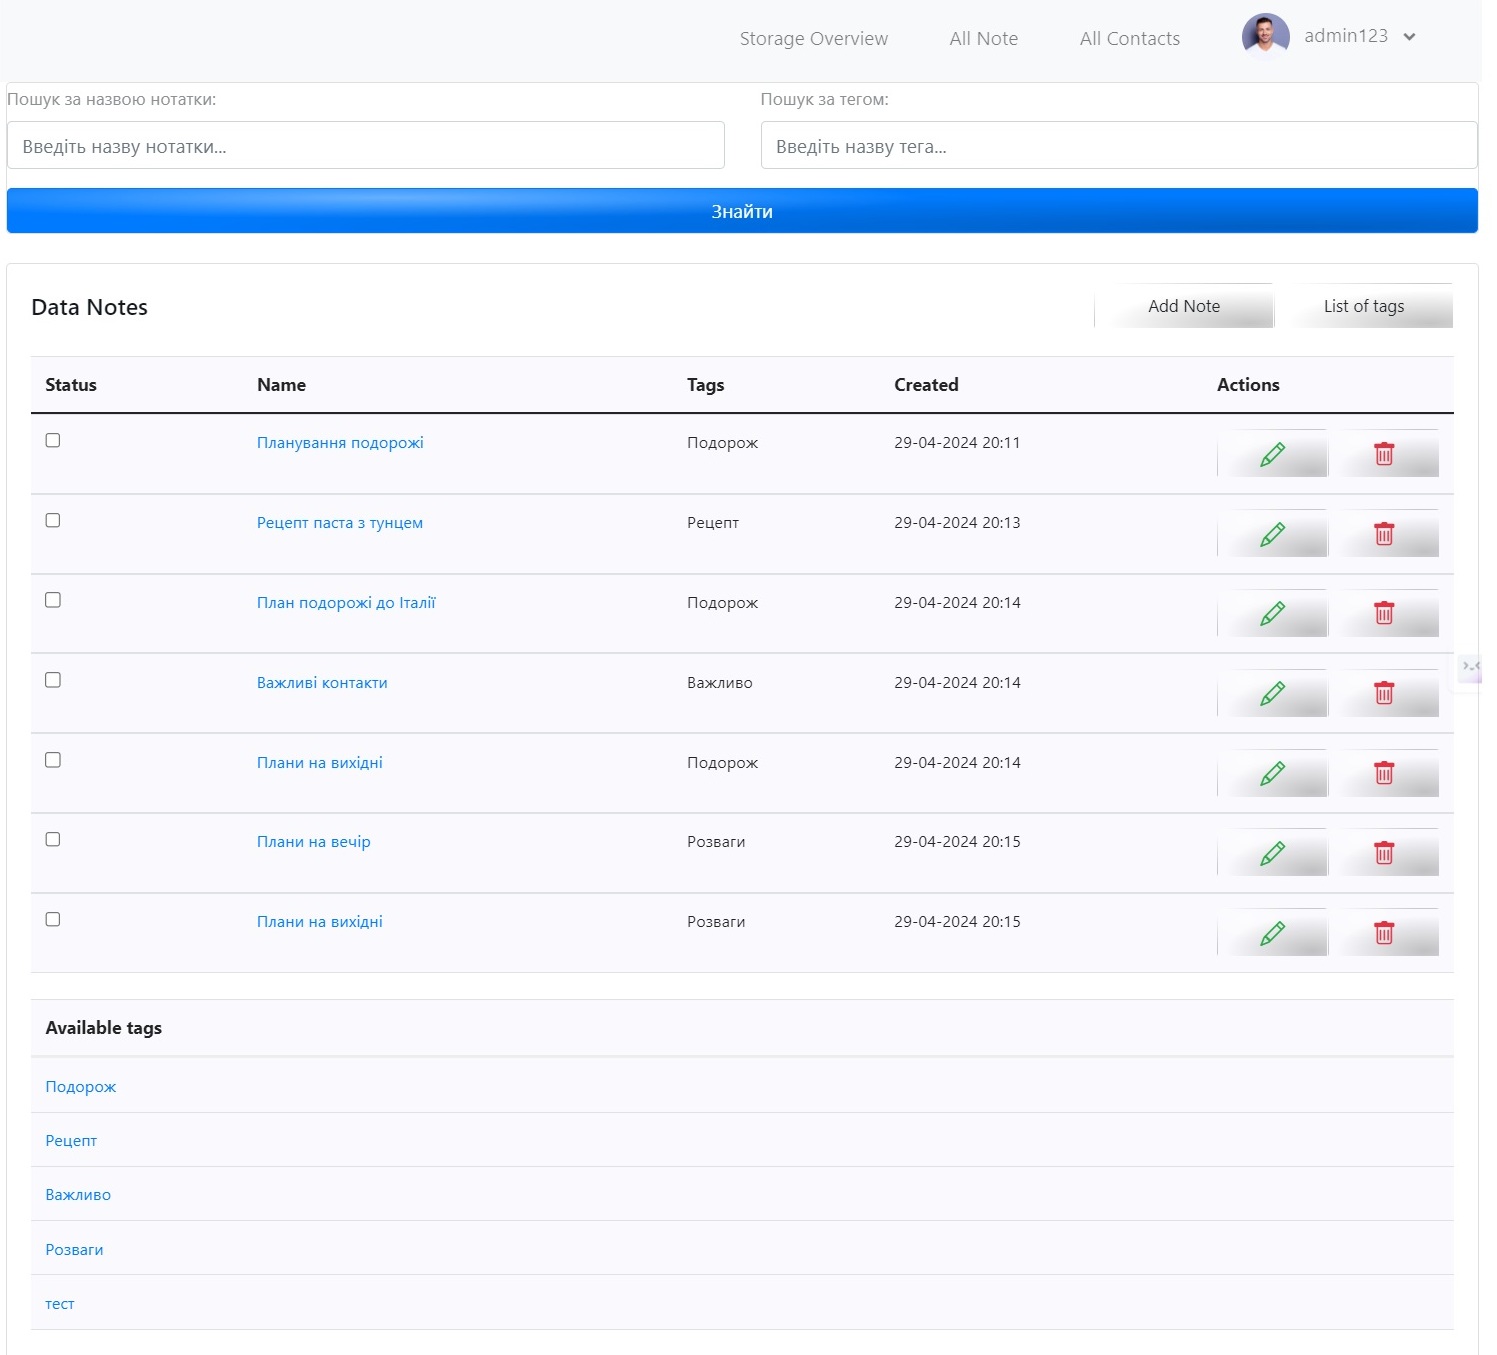 Storage Overview All Note All Contacts admin123
Пошук за назвою нотатки: Пошук за тегом:
Введіть назву нотатки... Введіть назву тега...
Знайти
Data Notes Add Note List of tags
Status Name Tags Created Actions
Планування подорожі Подорож 29-04-2024 20:11
Рецепт паста з тунцем Рецепт 29-04-2024 20:13
План подорожі до Італії Подорож 29-04-2024 20:14
Важливі контакти Важливо 29-04-2024 20:14
Плани на вихідні Подорож 29-04-2024 20:14
Плани на вечір Розваги 29-04-2024 20:15
Плани на вихідні Розваги 29-04-2024 20:15
Available tags
Подорож
Рецепт
Важливо
Розваги
тест